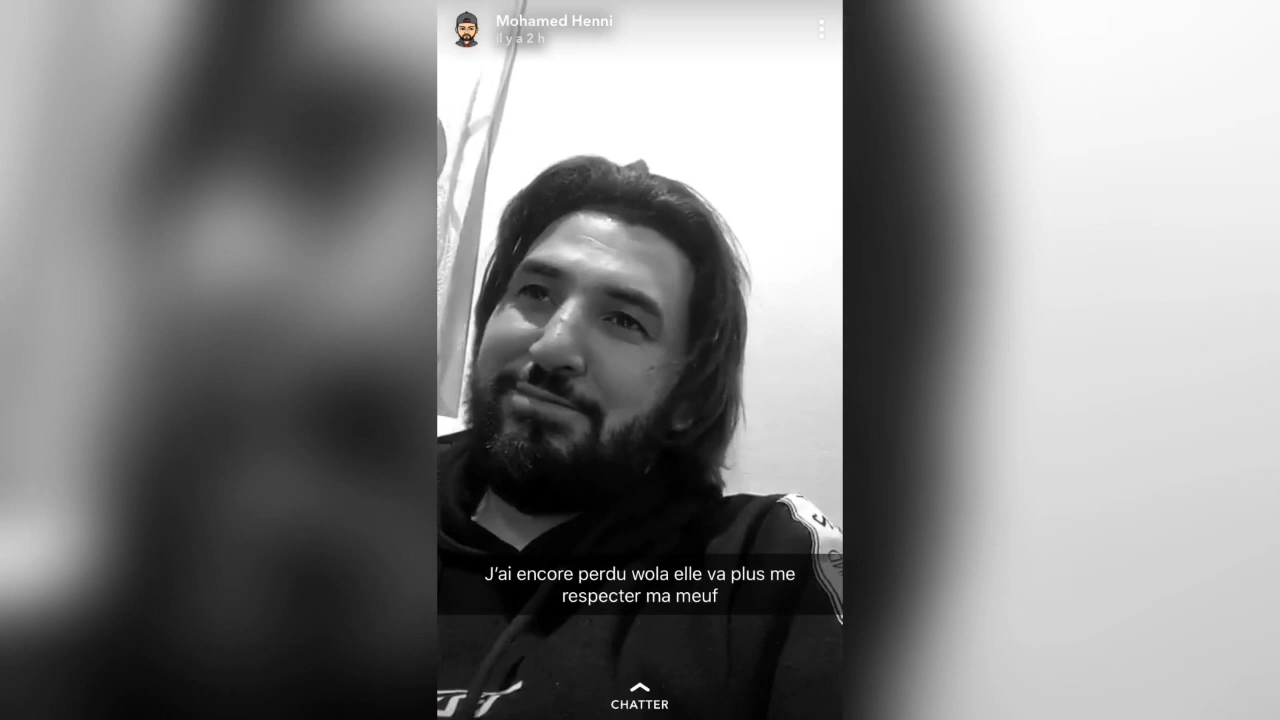 Mohamed Henni
il y a 2 h
J'ai encore perdu wola elle va plus me
respecter ma meuf
CHATTER